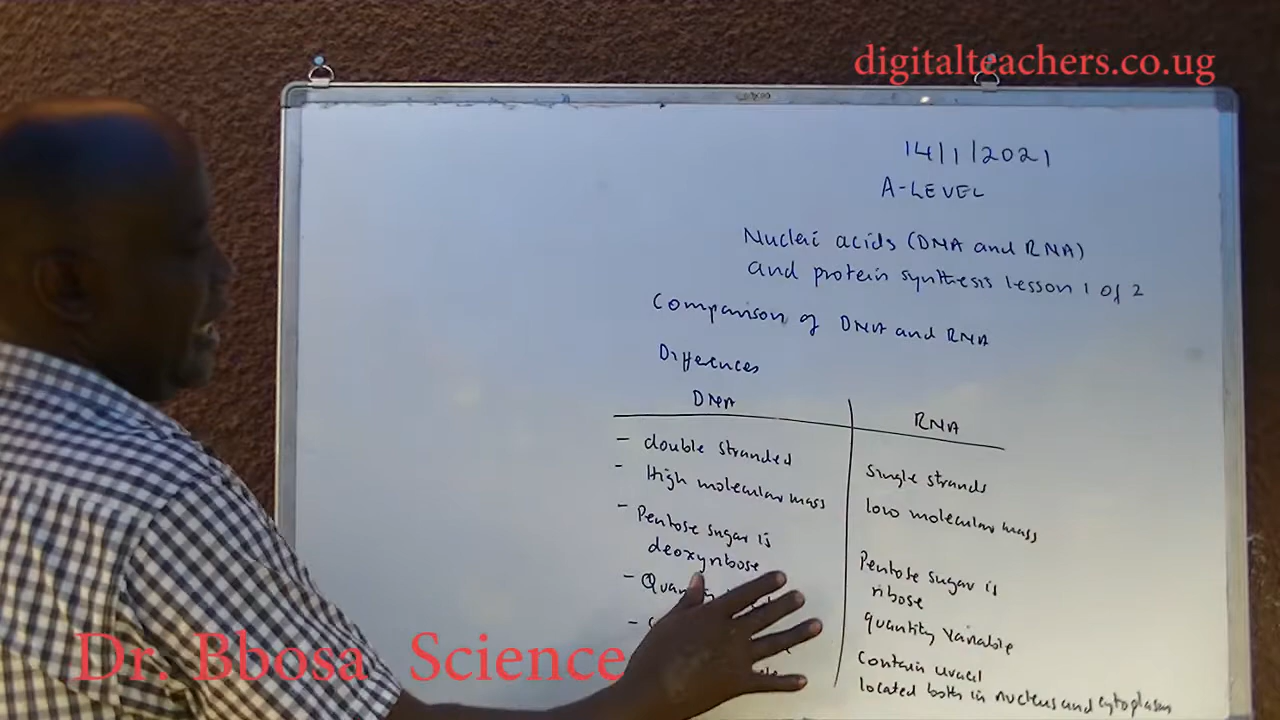 digitalteachers.co.ug
14/1/2021
A-LEVEL
Nucleic acids (DNA and RNA)
and protein synthesis lesson 1 of 2
Comparison of DNA and RNA
Differences
DNA
RNA
- double stranded
Single strands
- High molecular mass
low molecular mass
- Pentose sugar is
deoxyribose
Pentose sugar is
ribose
quantity variable
Contain uracil
located both in nucleus and cytoplasm
Dr. Bbosa Science